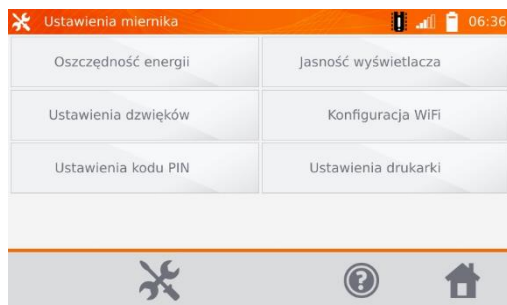 Ustawienia miernika 06:36
Oszczędność energii Jasność wyświetlacza
Ustawienia dzwięków Konfiguracja WiFi
Ustawienia kodu PIN Ustawienia drukarki